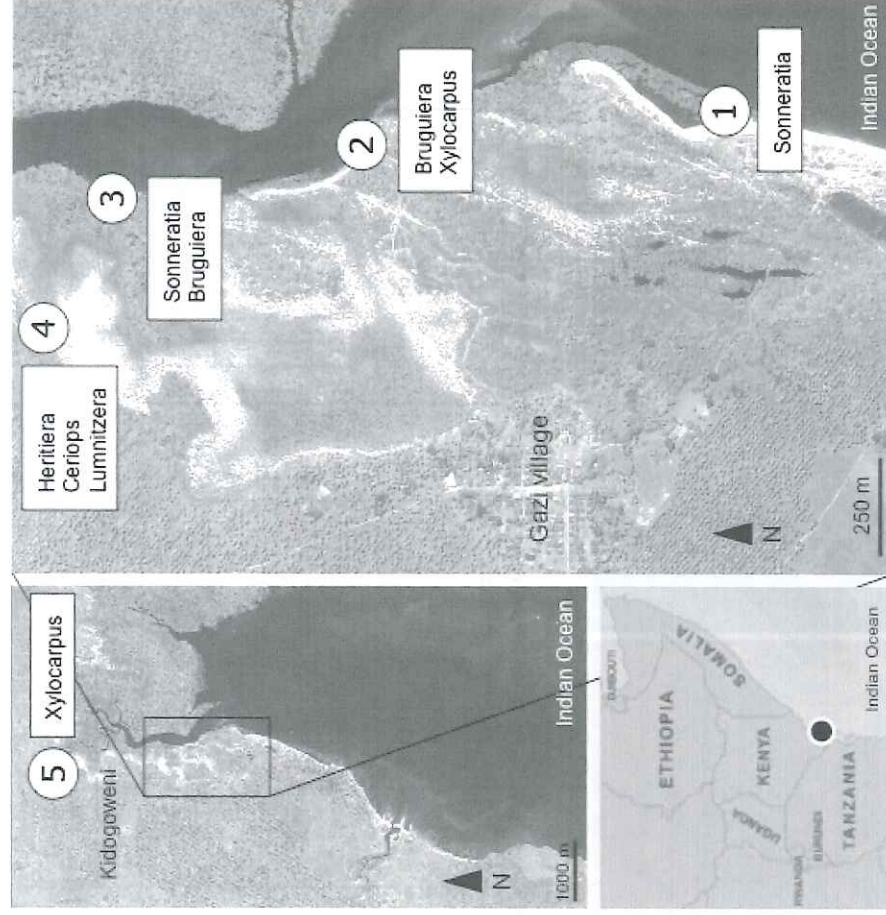 5
Xylocarpus
Kidogoweni
N
1000 m
Indian Ocean
DJIBOUTI
ETHIOPIA
SOMALIA
UGANDA
KENYA
RWANDA
BURUNDI
TANZANIA
Indian Ocean
4
Heritiera
Ceriops
Lumnitzera
3
Sonneratia
Bruguiera
2
Bruguiera
Xylocarpus
1
Sonneratia
Gazi village
N
250 m
Indian Ocean